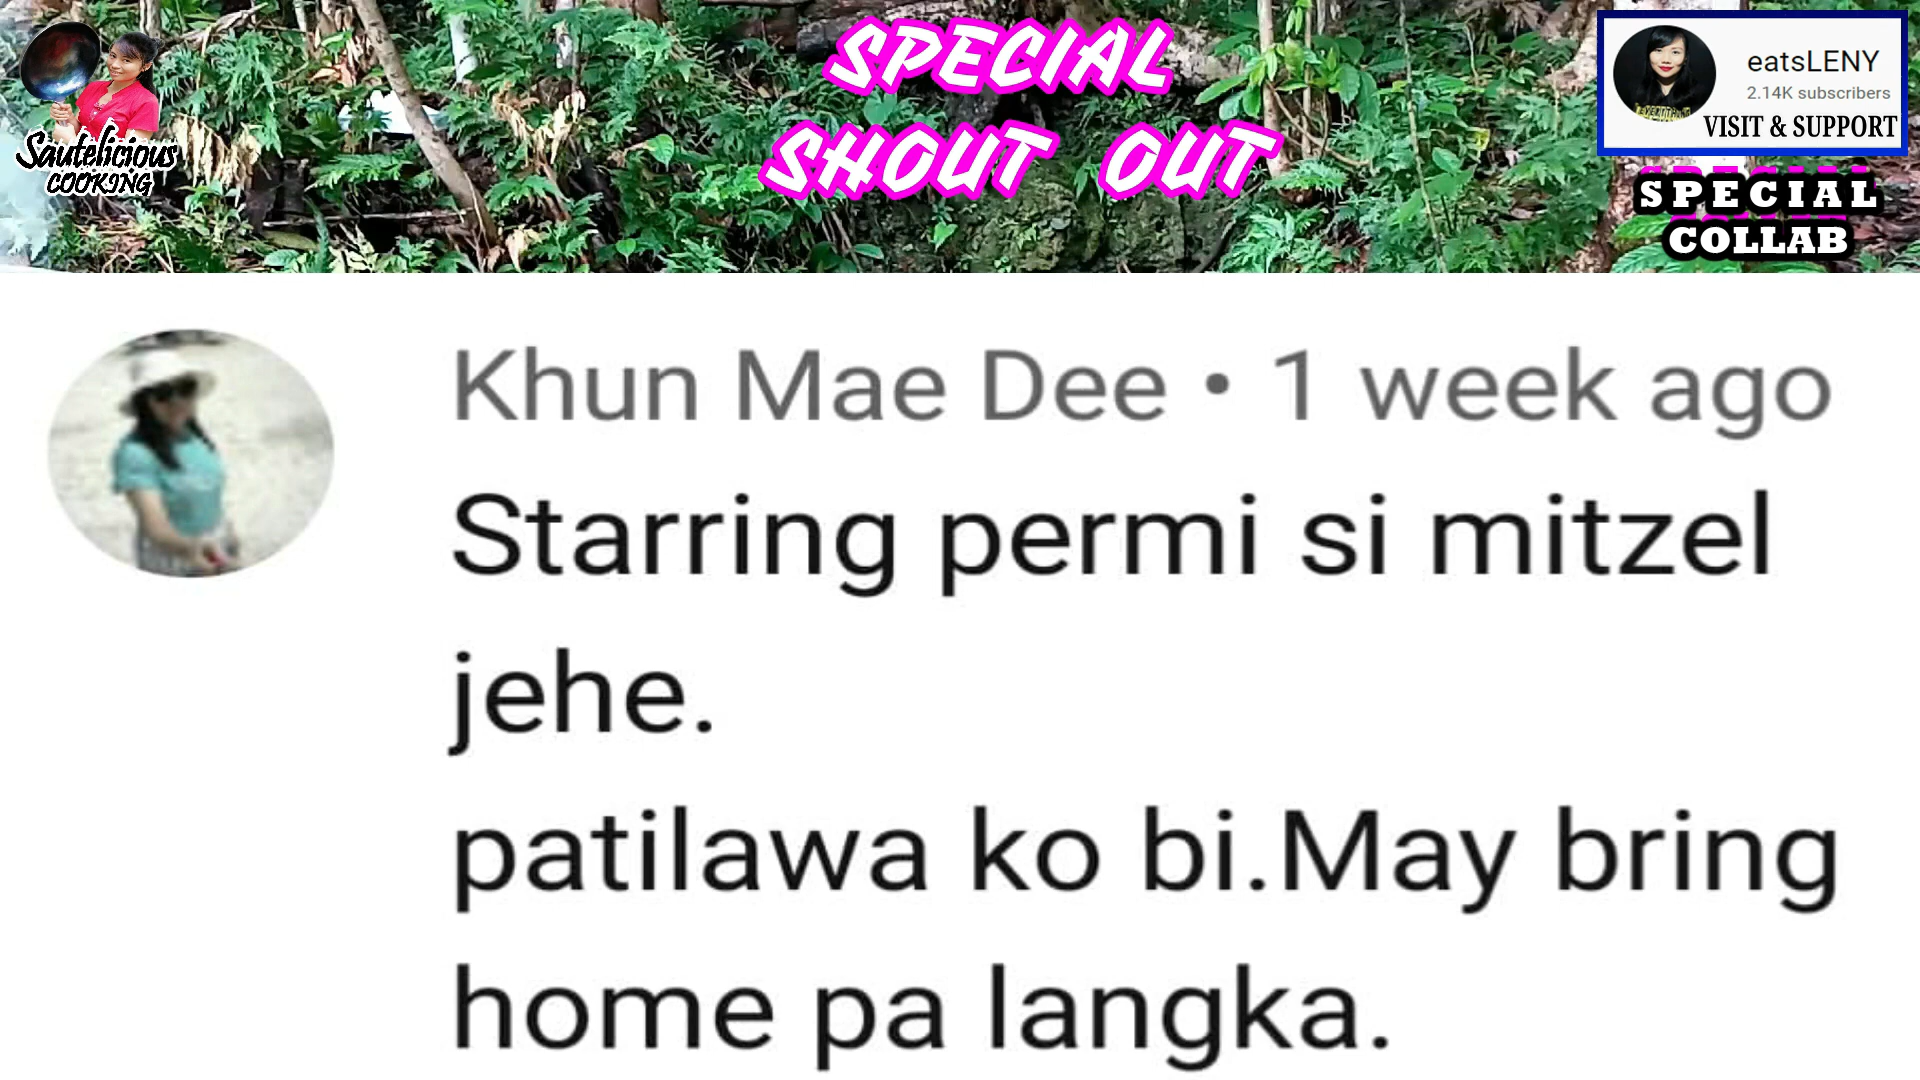 Sautelicious
COOKING
SPECIAL
SHOUT OUT
eatsLENY
2.14K subscribers
VISIT & SUPPORT
SPECIAL
COLLAB
Khun Mae Dee • 1 week ago
Starring permi si mitzel
jehe.
patilawa ko bi.May bring
home pa langka.